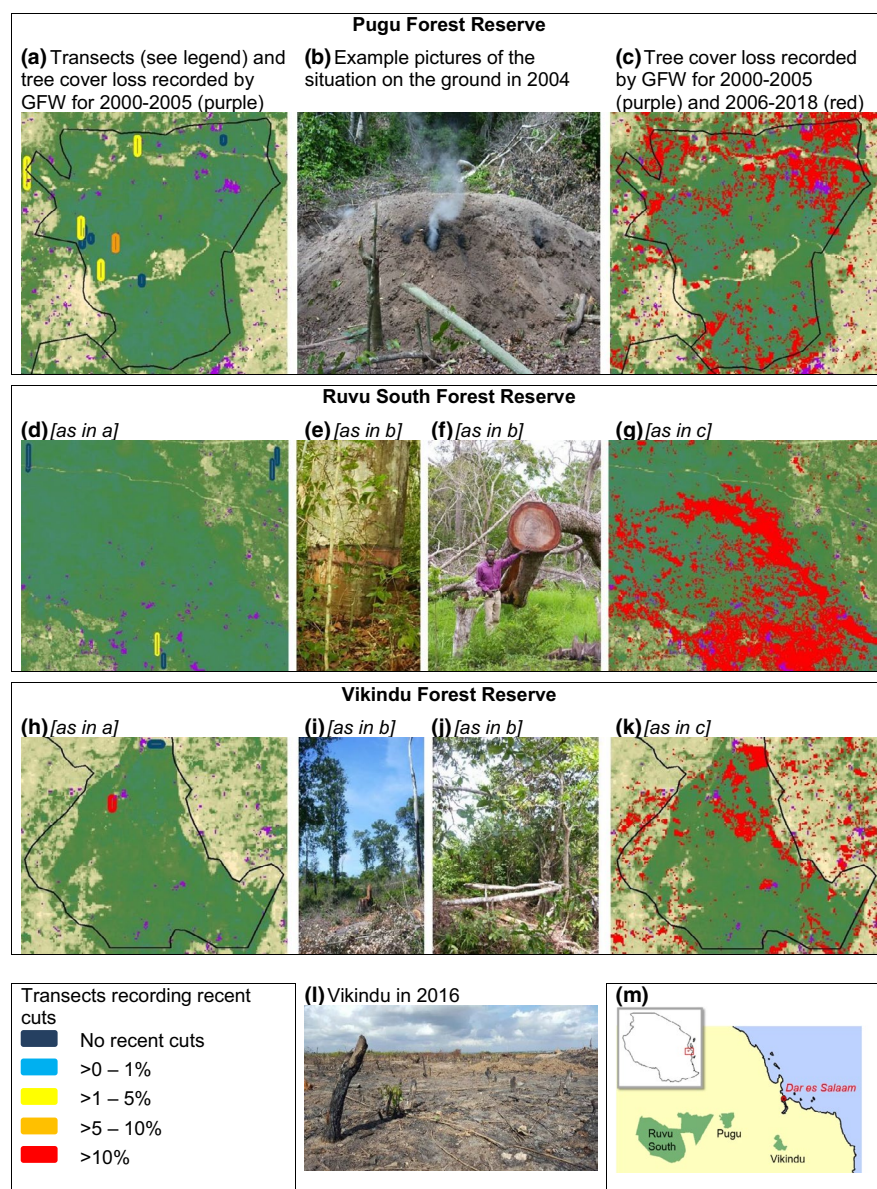 Pugu Forest Reserve
(a) Transects (see legend) and
tree cover loss recorded by
GFW for 2000-2005 (purple)
(b) Example pictures of the
situation on the ground in 2004
(c) Tree cover loss recorded
by GFW for 2000-2005
(purple) and 2006-2018 (red)
Ruvu South Forest Reserve
(d) [as in a]
(e) [as in b]
(f) [as in b]
(g) [as in c]
Vikindu Forest Reserve
(h) [as in a]
(i) [as in b]
(j) [as in b]
(k) [as in c]
Transects recording recent
cuts
No recent cuts
>0 – 1%
>1 – 5%
>5 – 10%
>10%
(l) Vikindu in 2016
(m)
Dar es Salaam
Ruvu
South
Pugu
Vikindu